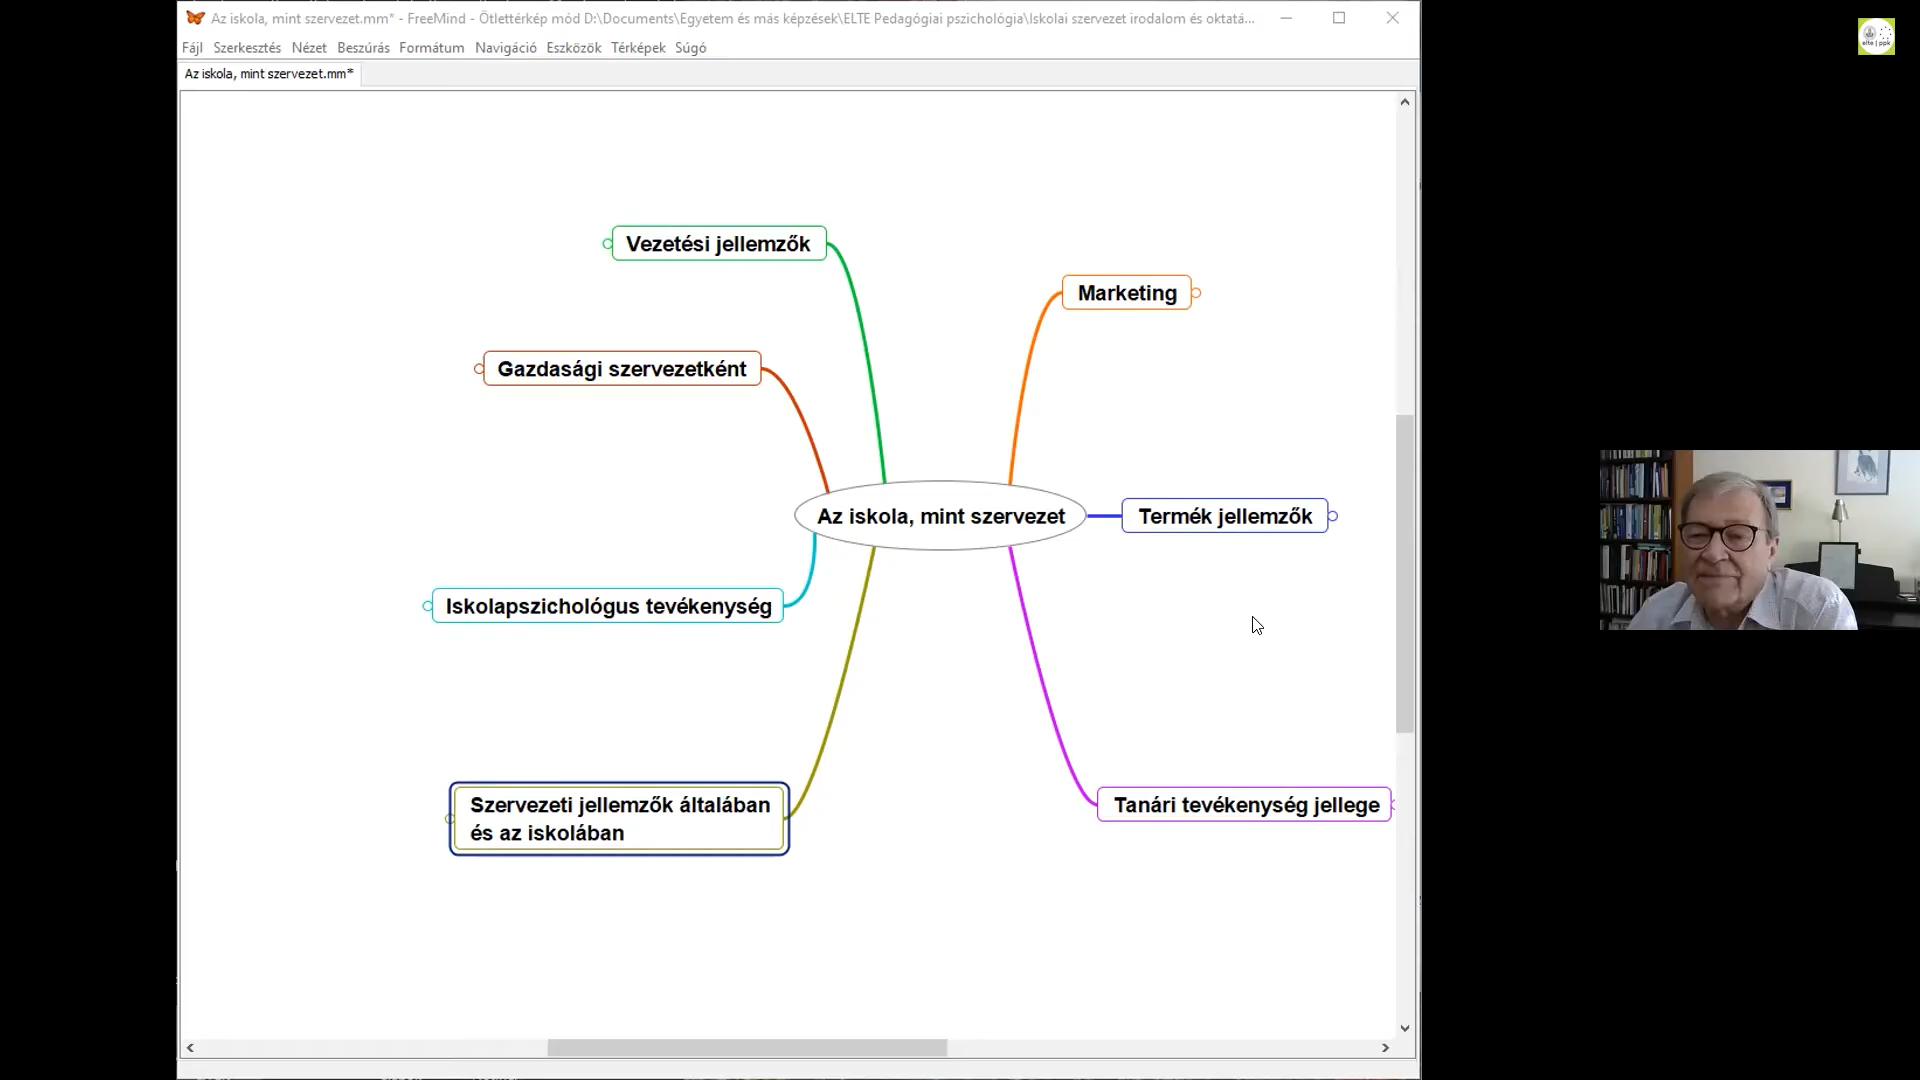 Az iskola, mint szervezet.mm* - FreeMind - Ötlettérkép mód D:\Documents\Egyetem és más képzések\ELTE Pedagógiai pszichológia\Iskolai szervezet irodalom és oktatá...
Fájl Szerkesztés Nézet Beszúrás Formátum Navigáció Eszközök Térképek Súgó
Az iskola, mint szervezet.mm*
Vezetési jellemzők
Marketing
Gazdasági szervezetként
Az iskola, mint szervezet
Termék jellemzők
Iskolapszichológus tevékenység
Szervezeti jellemzők általában
és az iskolában
Tanári tevékenység jellege
elte | ppk